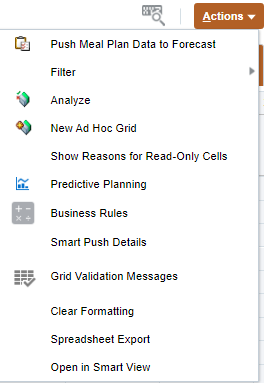 Actions
Push Meal Plan Data to Forecast
Filter
Analyze
New Ad Hoc Grid
Show Reasons for Read-Only Cells
Predictive Planning
Business Rules
Smart Push Details
Grid Validation Messages
Clear Formatting
Spreadsheet Export
Open in Smart View